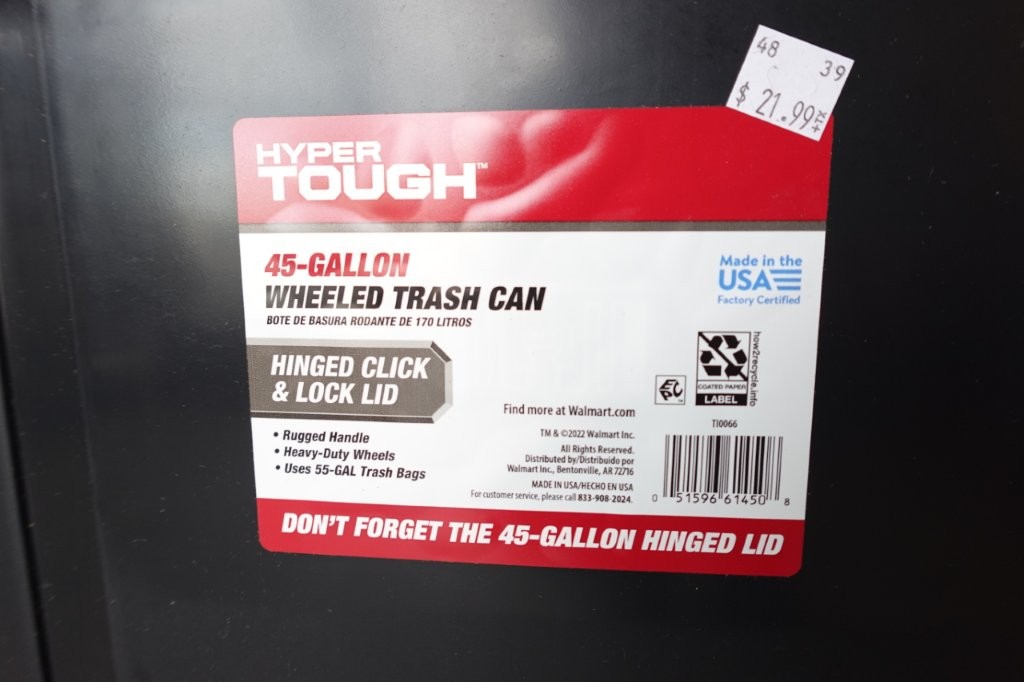 48 39
$ 21.99+TX
HYPER
TOUGH™
45-GALLON
WHEELED TRASH CAN
BOTE DE BASURA RODANTE DE 170 LITROS
Made in the
USA
Factory Certified
HINGED CLICK
& LOCK LID
• Rugged Handle
• Heavy-Duty Wheels
• Uses 55-GAL Trash Bags
how2recycle.info
COATED PAPER
LABEL
Find more at Walmart.com
TM & ©2022 Walmart Inc.
All Rights Reserved.
Distributed by/Distribuido por
Walmart Inc., Bentonville, AR 72716
MADE IN USA/HECHO EN USA
For customer service, please call 833-908-2024.
TI0066
0 51596 61450 8
DON'T FORGET THE 45-GALLON HINGED LID